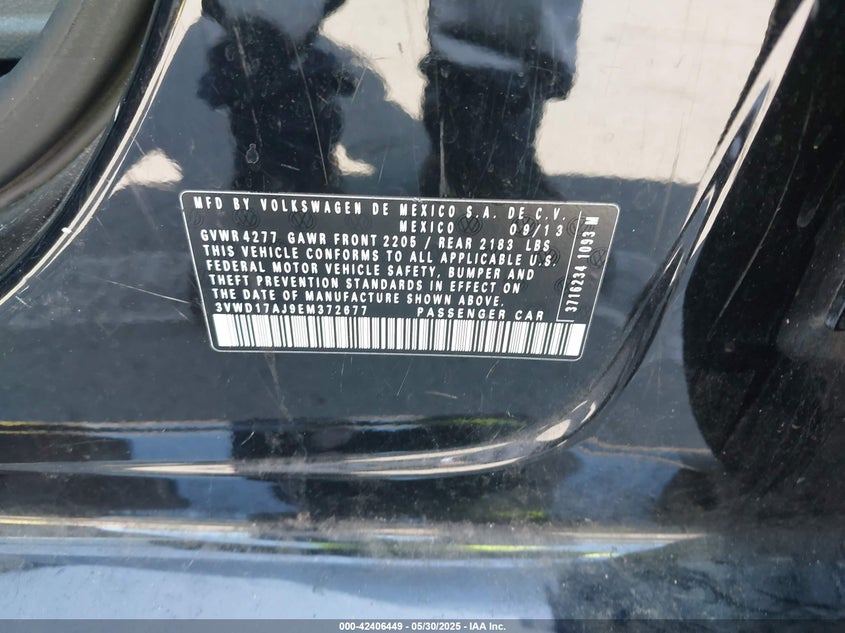 MFD BY VOLKSWAGEN DE MEXICO S.A. DE C.V.
MEXICO 09/13
GVWR 4277 GAWR FRONT 2205 / REAR 2183 LBS
THIS VEHICLE CONFORMS TO ALL APPLICABLE U.S.
FEDERAL MOTOR VEHICLE SAFETY, BUMPER AND
THEFT PREVENTION STANDARDS IN EFFECT ON
THE DATE OF MANUFACTURE SHOWN ABOVE.
3VWD17AJ9EM372677 PASSENGER CAR
3716234 1093 M
000-42406449 - 05/30/2025 - IAA Inc.